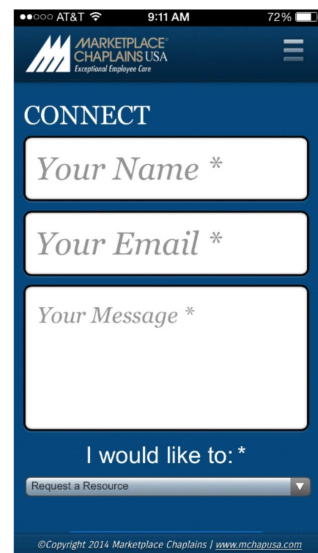 AT&T 9:11 AM 72%
MARKETPLACE
CHAPLAINS USA
Exceptional Employee Care
CONNECT
Your Name *
Your Email *
Your Message *
I would like to: *
Request a Resource
©Copyright 2014 Marketplace Chaplains | www.mchapusa.com